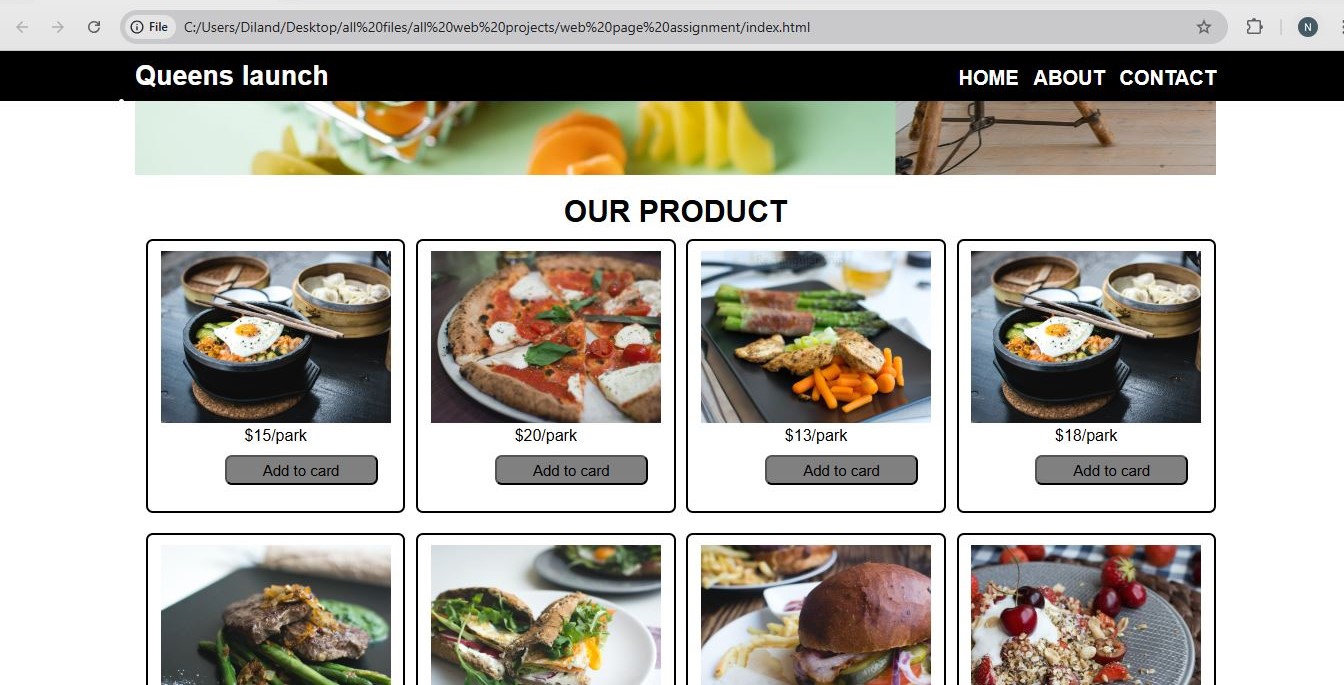 File C:/Users/Diland/Desktop/all%20files/all%20web%20projects/web%20page%20assignment/index.html N
Queens launch HOME ABOUT CONTACT
OUR PRODUCT
$15/park $20/park $13/park $18/park
Add to card Add to card Add to card Add to card